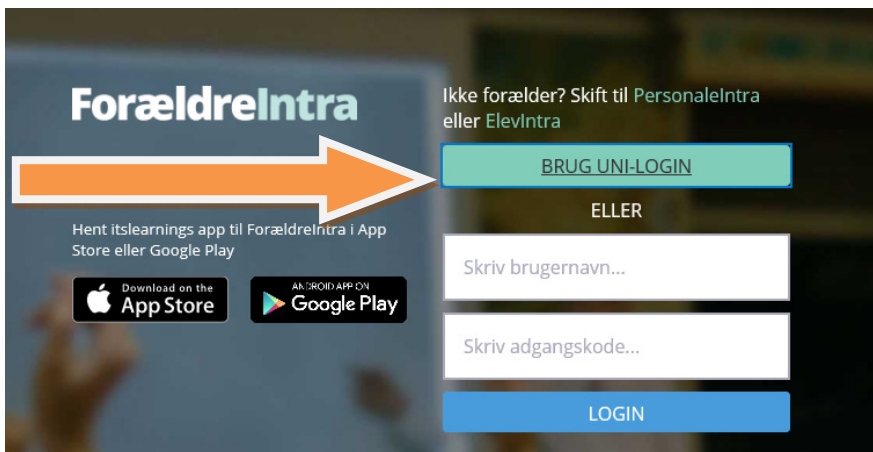 ForældreIntra
Hent itslearnings app til ForældreIntra i App
Store eller Google Play
Download on the
App Store
ANDROID APP ON
Google Play
Ikke forælder? Skift til PersonaleIntra
eller ElevIntra
BRUG UNI-LOGIN
ELLER
Skriv brugernavn...
Skriv adgangskode...
LOGIN